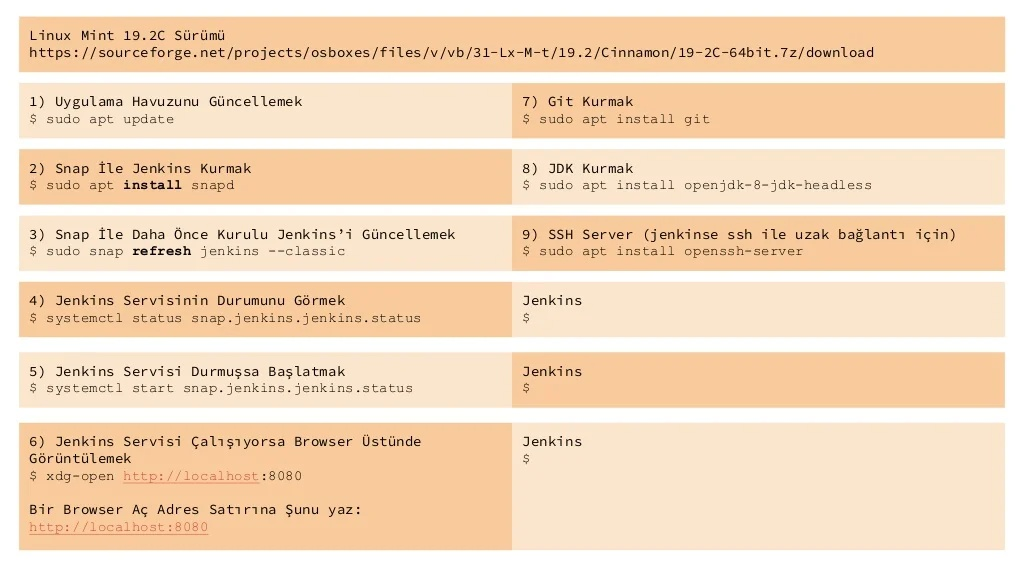 Linux Mint 19.2C Sürümü
https://sourceforge.net/projects/osboxes/files/v/vb/31-Lx-M-t/19.2/Cinnamon/19-2C-64bit.7z/download
1) Uygulama Havuzunu Güncellemek
$ sudo apt update
2) Snap İle Jenkins Kurmak
$ sudo apt install snapd
3) Snap İle Daha Önce Kurulu Jenkins’i Güncellemek
$ sudo snap refresh jenkins --classic
4) Jenkins Servisinin Durumunu Görmek
$ systemctl status snap.jenkins.jenkins.status
5) Jenkins Servisi Durmuşsa Başlatmak
$ systemctl start snap.jenkins.jenkins.status
6) Jenkins Servisi Çalışıyorsa Browser Üstünde
Görüntülemek
$ xdg-open http://localhost:8080
Bir Browser Aç Adres Satırına Şunu yaz:
http://localhost:8080
7) Git Kurmak
$ sudo apt install git
8) JDK Kurmak
$ sudo apt install openjdk-8-jdk-headless
9) SSH Server (jenkinse ssh ile uzak bağlantı için)
$ sudo apt install openssh-server
Jenkins
$
Jenkins
$
Jenkins
$